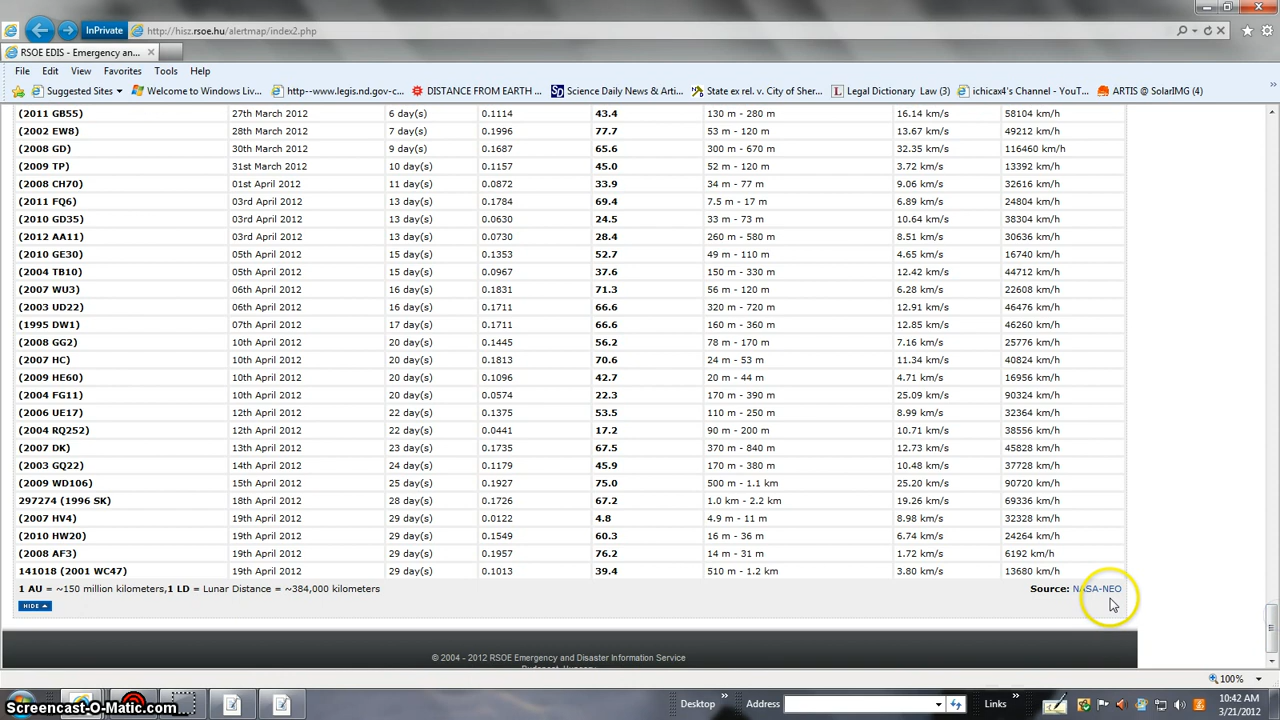 InPrivate http://hisz.rsoe.hu/alertmap/index2.php
RSOE EDIS - Emergency an...
File Edit View Favorites Tools Help
Suggested Sites Welcome to Windows Liv... http--www.legis.nd.gov-c... DISTANCE FROM EARTH ... Science Daily News & Arti... State ex rel. v. City of Sher... Legal Dictionary Law (3) ichicax4's Channel - YouT... ARTIS @ SolarIMG (4)
(2011 GB55) 27th March 2012 6 day(s) 0.1114 43.4 130 m - 280 m 16.14 km/s 58104 km/h
(2002 EW8) 28th March 2012 7 day(s) 0.1996 77.7 53 m - 120 m 13.67 km/s 49212 km/h
(2008 GD) 30th March 2012 9 day(s) 0.1687 65.6 300 m - 670 m 32.35 km/s 116460 km/h
(2009 TP) 31st March 2012 10 day(s) 0.1157 45.0 52 m - 120 m 3.72 km/s 13392 km/h
(2008 CH70) 01st April 2012 11 day(s) 0.0872 33.9 34 m - 77 m 9.06 km/s 32616 km/h
(2011 FQ6) 03rd April 2012 13 day(s) 0.1784 69.4 7.5 m - 17 m 6.89 km/s 24804 km/h
(2010 GD35) 03rd April 2012 13 day(s) 0.0630 24.5 33 m - 73 m 10.64 km/s 38304 km/h
(2012 AA11) 03rd April 2012 13 day(s) 0.0730 28.4 260 m - 580 m 8.51 km/s 30636 km/h
(2010 GE30) 05th April 2012 15 day(s) 0.1353 52.7 49 m - 110 m 4.65 km/s 16740 km/h
(2004 TB10) 05th April 2012 15 day(s) 0.0967 37.6 150 m - 330 m 12.42 km/s 44712 km/h
(2007 WU3) 06th April 2012 16 day(s) 0.1831 71.3 56 m - 120 m 6.28 km/s 22608 km/h
(2003 UD22) 06th April 2012 16 day(s) 0.1711 66.6 320 m - 720 m 12.91 km/s 46476 km/h
(1995 DW1) 07th April 2012 17 day(s) 0.1711 66.6 160 m - 360 m 12.85 km/s 46260 km/h
(2008 GG2) 10th April 2012 20 day(s) 0.1445 56.2 78 m - 170 m 7.16 km/s 25776 km/h
(2007 HC) 10th April 2012 20 day(s) 0.1813 70.6 24 m - 53 m 11.34 km/s 40824 km/h
(2009 HE60) 10th April 2012 20 day(s) 0.1096 42.7 20 m - 44 m 4.71 km/s 16956 km/h
(2004 FG11) 10th April 2012 20 day(s) 0.0574 22.3 170 m - 390 m 25.09 km/s 90324 km/h
(2006 UE17) 12th April 2012 22 day(s) 0.1375 53.5 110 m - 250 m 8.99 km/s 32364 km/h
(2004 RQ252) 12th April 2012 22 day(s) 0.0441 17.2 90 m - 200 m 10.71 km/s 38556 km/h
(2007 DK) 13th April 2012 23 day(s) 0.1735 67.5 370 m - 840 m 12.73 km/s 45828 km/h
(2003 GQ22) 14th April 2012 24 day(s) 0.1179 45.9 170 m - 380 m 10.48 km/s 37728 km/h
(2009 WD106) 15th April 2012 25 day(s) 0.1927 75.0 500 m - 1.1 km 25.20 km/s 90720 km/h
297274 (1996 SK) 18th April 2012 28 day(s) 0.1726 67.2 1.0 km - 2.2 km 19.26 km/s 69336 km/h
(2007 HV4) 19th April 2012 29 day(s) 0.0122 4.8 4.9 m - 11 m 8.98 km/s 32328 km/h
(2010 HW20) 19th April 2012 29 day(s) 0.1549 60.3 16 m - 36 m 6.74 km/s 24264 km/h
(2008 AF3) 19th April 2012 29 day(s) 0.1957 76.2 14 m - 31 m 1.72 km/s 6192 km/h
141018 (2001 WC47) 19th April 2012 29 day(s) 0.1013 39.4 510 m - 1.2 km 3.80 km/s 13680 km/h
1 AU = ~150 million kilometers,1 LD = Lunar Distance = ~384,000 kilometers Source: NASA-NEO
HIDE
© 2004 - 2012 RSOE Emergency and Disaster Information Service
100%
Screencast-O-Matic.com Desktop Address Links 10:42 AM
3/21/2012